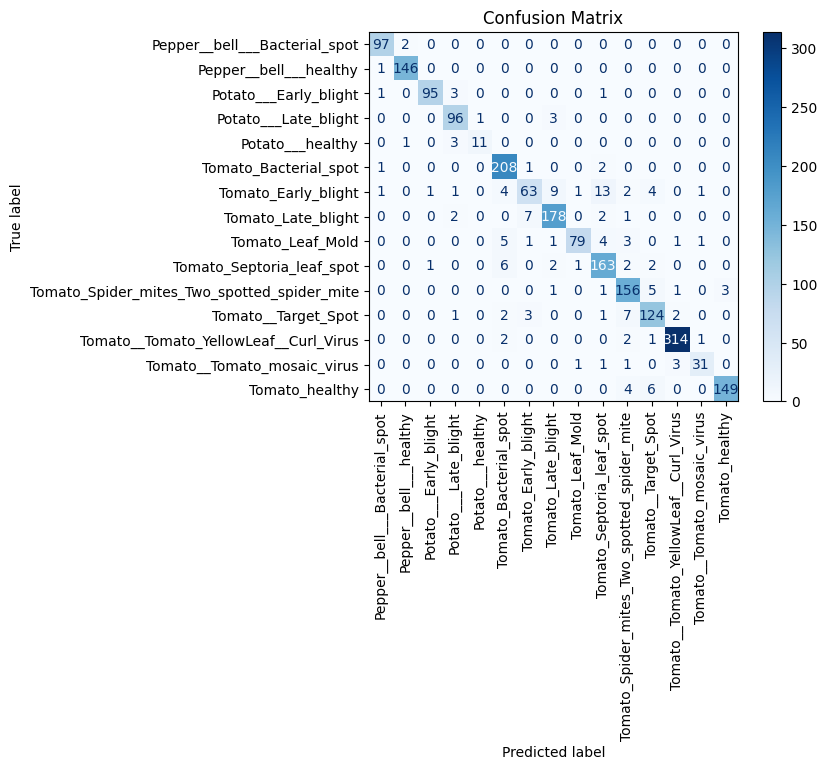 Confusion Matrix
True label
Pepper__bell___Bacterial_spot 97 2 0 0 0 0 0 0 0 0 0 0 0 0 0
Pepper__bell___healthy 1 146 0 0 0 0 0 0 0 0 0 0 0 0 0
Potato___Early_blight 1 0 95 3 0 0 0 0 0 1 0 0 0 0 0
Potato___Late_blight 0 0 0 96 1 0 0 3 0 0 0 0 0 0 0
Potato___healthy 0 1 0 3 11 0 0 0 0 0 0 0 0 0 0
Tomato_Bacterial_spot 1 0 0 0 0 208 1 0 0 2 0 0 0 0 0
Tomato_Early_blight 1 0 1 1 0 4 63 9 1 13 2 4 0 1 0
Tomato_Late_blight 0 0 0 2 0 0 7 178 0 2 1 0 0 0 0
Tomato_Leaf_Mold 0 0 0 0 0 5 1 1 79 4 3 0 1 1 0
Tomato_Septoria_leaf_spot 0 0 1 0 0 6 0 2 1 163 2 2 0 0 0
Tomato_Spider_mites_Two_spotted_spider_mite 0 0 0 0 0 0 0 1 0 1 156 5 1 0 3
Tomato__Target_Spot 0 0 0 1 0 2 3 0 0 1 7 124 2 0 0
Tomato__Tomato_YellowLeaf__Curl_Virus 0 0 0 0 0 2 0 0 0 0 2 1 314 1 0
Tomato__Tomato_mosaic_virus 0 0 0 0 0 0 0 0 1 1 1 0 3 31 0
Tomato_healthy 0 0 0 0 0 0 0 0 0 0 4 6 0 0 149
Pepper__bell___Bacterial_spot
Pepper__bell___healthy
Potato___Early_blight
Potato___Late_blight
Potato___healthy
Tomato_Bacterial_spot
Tomato_Early_blight
Tomato_Late_blight
Tomato_Leaf_Mold
Tomato_Septoria_leaf_spot
Tomato_Spider_mites_Two_spotted_spider_mite
Tomato__Target_Spot
Tomato__Tomato_YellowLeaf__Curl_Virus
Tomato__Tomato_mosaic_virus
Tomato_healthy
Predicted label
300
250
200
150
100
50
0